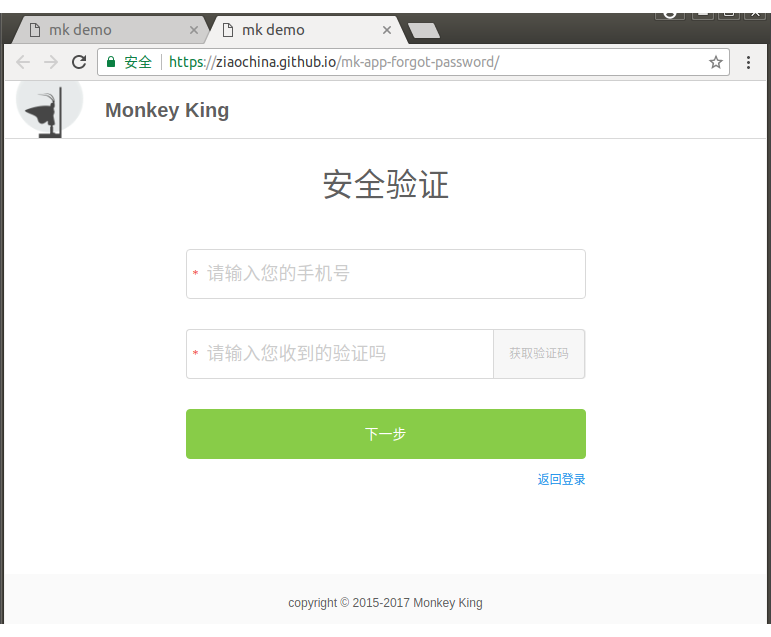 mk demo
mk demo
安全 https://ziaochina.github.io/mk-app-forgot-password/
Monkey King
安全验证
* 请输入您的手机号
* 请输入您收到的验证吗 获取验证码
下一步
返回登录
copyright © 2015-2017 Monkey King